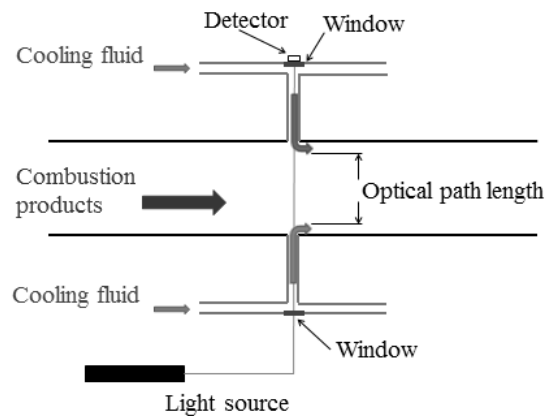 Detector
Window
Cooling fluid
Combustion
products
Optical path length
Cooling fluid
Window
Light source